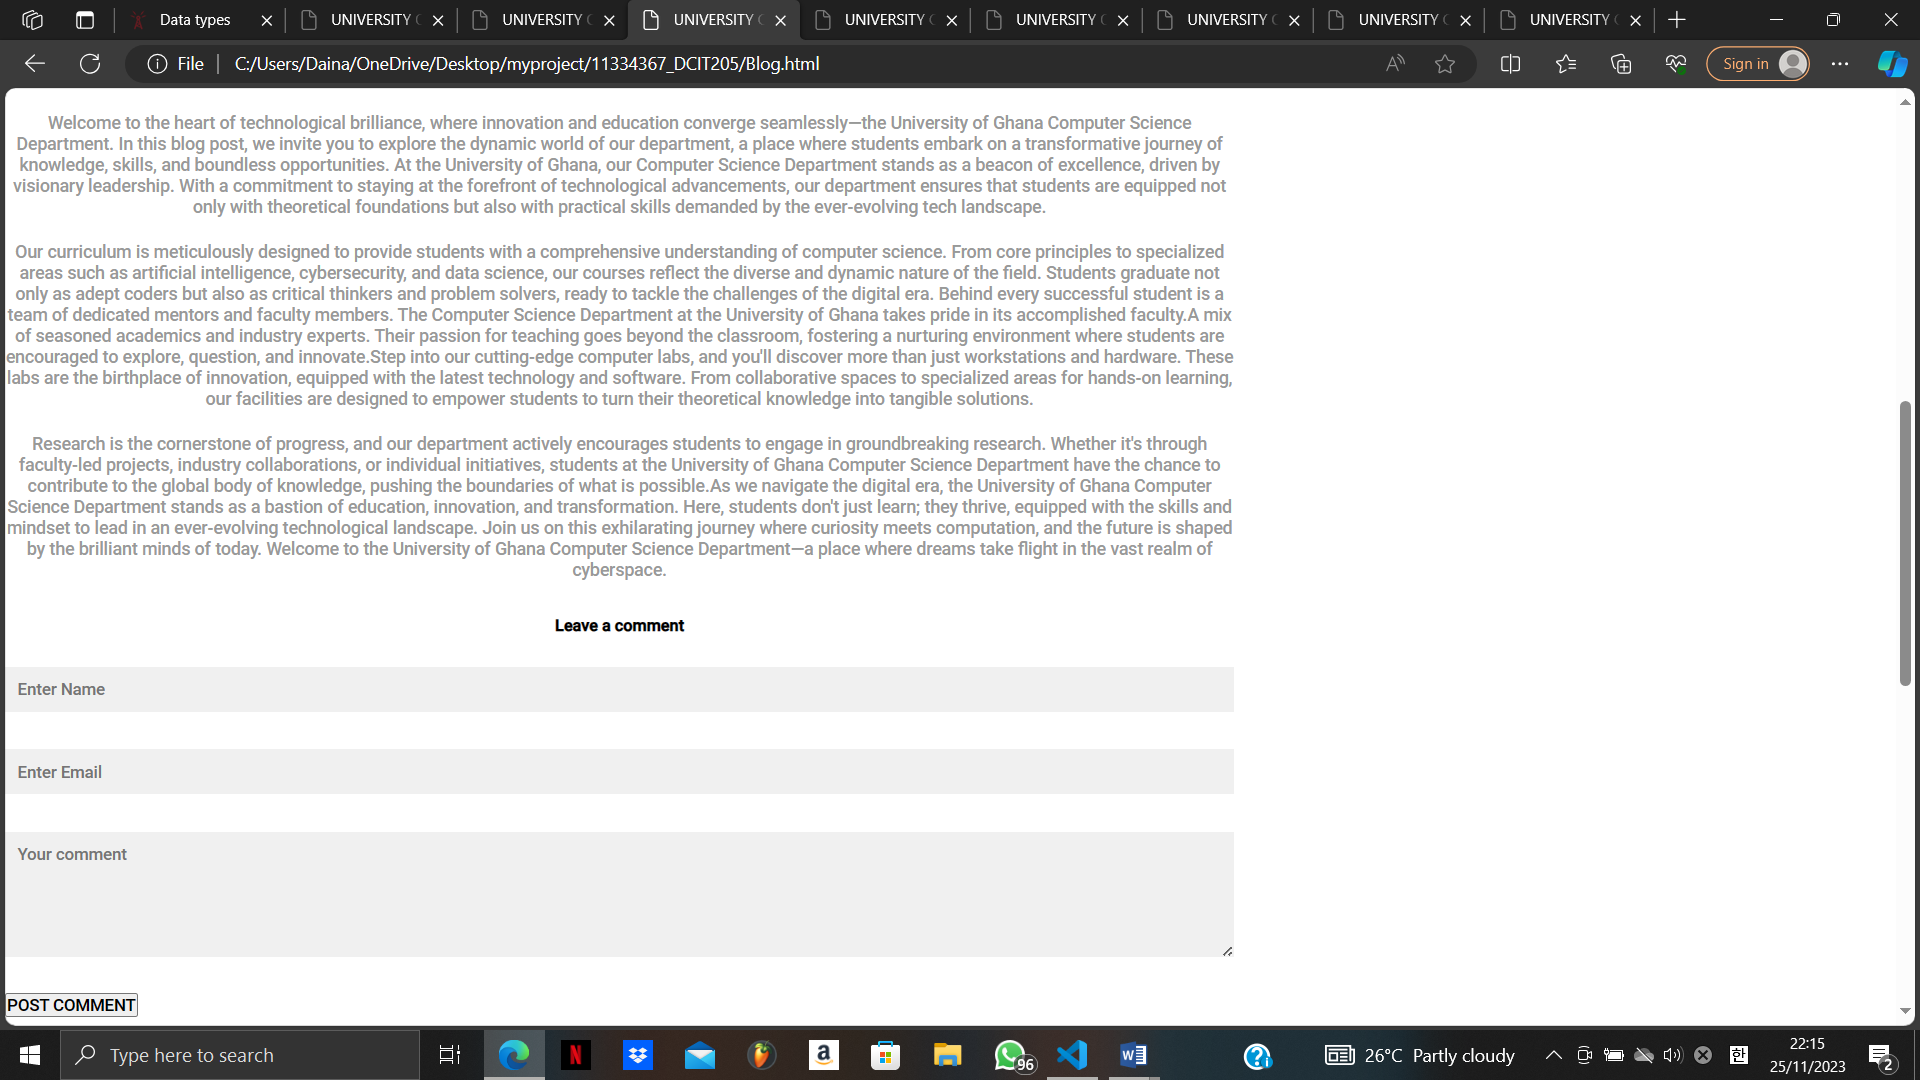 Data types
UNIVERSITY
UNIVERSITY
UNIVERSITY
UNIVERSITY
UNIVERSITY
UNIVERSITY
UNIVERSITY
UNIVERSITY
File
C:/Users/Daina/OneDrive/Desktop/myproject/11334367_DCIT205/Blog.html
Sign in
Welcome to the heart of technological brilliance, where innovation and education converge seamlessly—the University of Ghana Computer Science
Department. In this blog post, we invite you to explore the dynamic world of our department, a place where students embark on a transformative journey of
knowledge, skills, and boundless opportunities. At the University of Ghana, our Computer Science Department stands as a beacon of excellence, driven by
visionary leadership. With a commitment to staying at the forefront of technological advancements, our department ensures that students are equipped not
only with theoretical foundations but also with practical skills demanded by the ever-evolving tech landscape.
Our curriculum is meticulously designed to provide students with a comprehensive understanding of computer science. From core principles to specialized
areas such as artificial intelligence, cybersecurity, and data science, our courses reflect the diverse and dynamic nature of the field. Students graduate not
only as adept coders but also as critical thinkers and problem solvers, ready to tackle the challenges of the digital era. Behind every successful student is a
team of dedicated mentors and faculty members. The Computer Science Department at the University of Ghana takes pride in its accomplished faculty.A mix
of seasoned academics and industry experts. Their passion for teaching goes beyond the classroom, fostering a nurturing environment where students are
encouraged to explore, question, and innovate.Step into our cutting-edge computer labs, and you'll discover more than just workstations and hardware. These
labs are the birthplace of innovation, equipped with the latest technology and software. From collaborative spaces to specialized areas for hands-on learning,
our facilities are designed to empower students to turn their theoretical knowledge into tangible solutions.
Research is the cornerstone of progress, and our department actively encourages students to engage in groundbreaking research. Whether it's through
faculty-led projects, industry collaborations, or individual initiatives, students at the University of Ghana Computer Science Department have the chance to
contribute to the global body of knowledge, pushing the boundaries of what is possible.As we navigate the digital era, the University of Ghana Computer
Science Department stands as a bastion of education, innovation, and transformation. Here, students don't just learn; they thrive, equipped with the skills and
mindset to lead in an ever-evolving technological landscape. Join us on this exhilarating journey where curiosity meets computation, and the future is shaped
by the brilliant minds of today. Welcome to the University of Ghana Computer Science Department—a place where dreams take flight in the vast realm of
cyberspace.
Leave a comment
Enter Name
Enter Email
Your comment
POST COMMENT
Type here to search
96
26°C Partly cloudy
한
22:15
25/11/2023
2